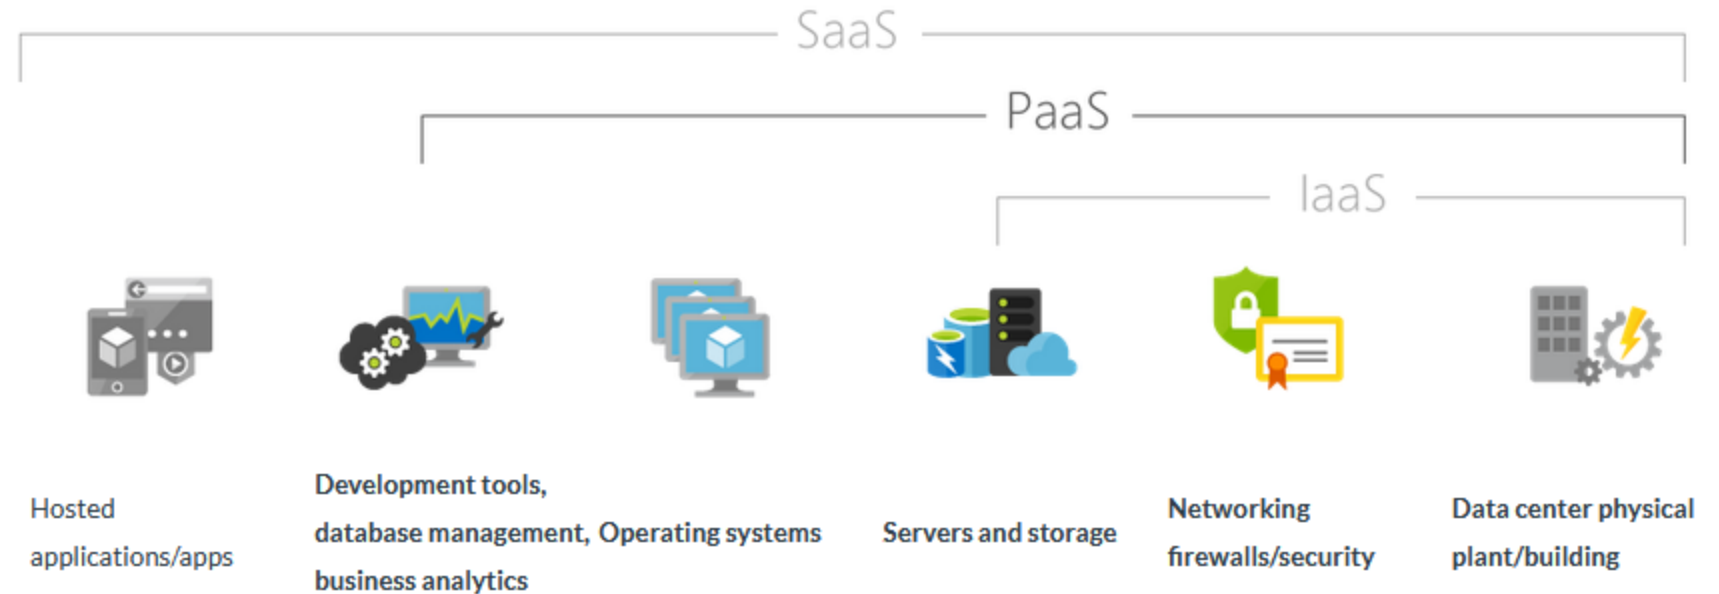 SaaS
PaaS
IaaS
Hosted
applications/apps
Development tools,
database management,
business analytics
Operating systems
Servers and storage
Networking
firewalls/security
Data center physical
plant/building